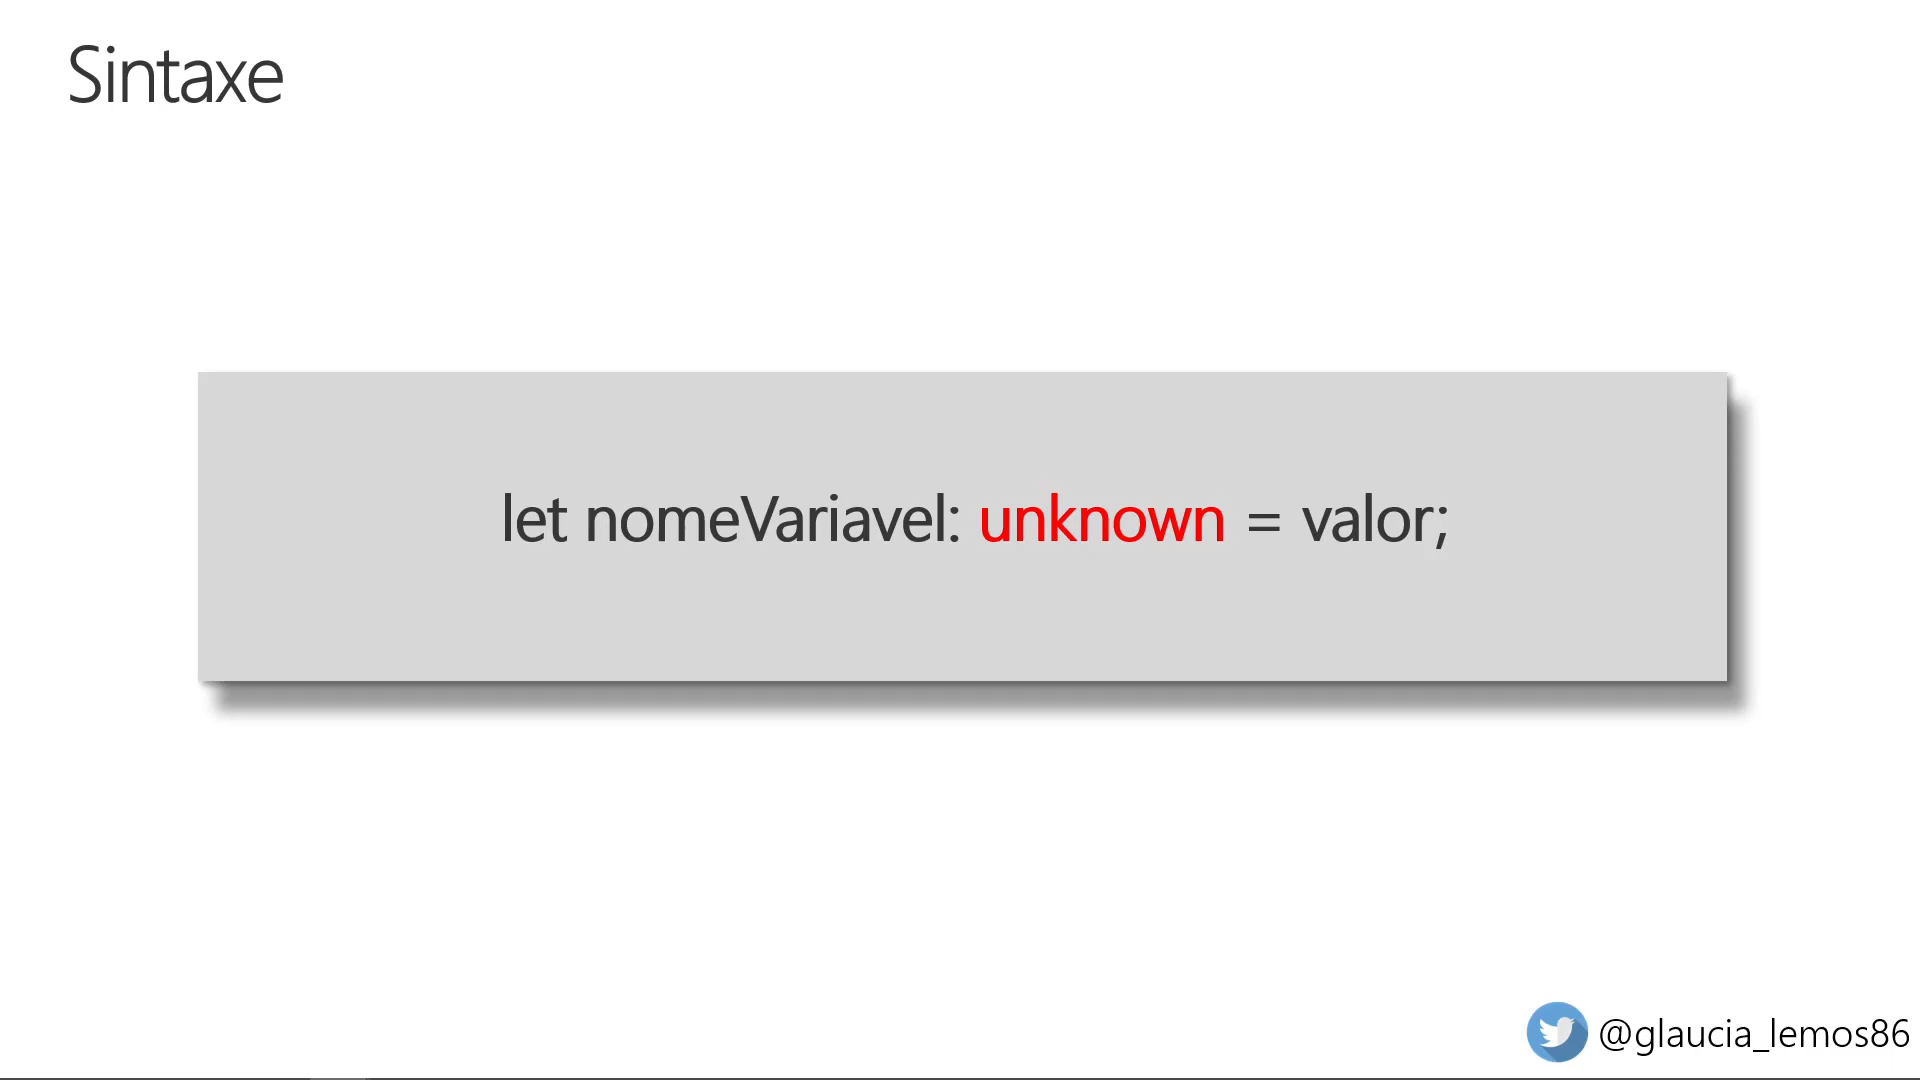 Sintaxe
let nomeVariavel: unknown = valor;
@glaucia_lemos86